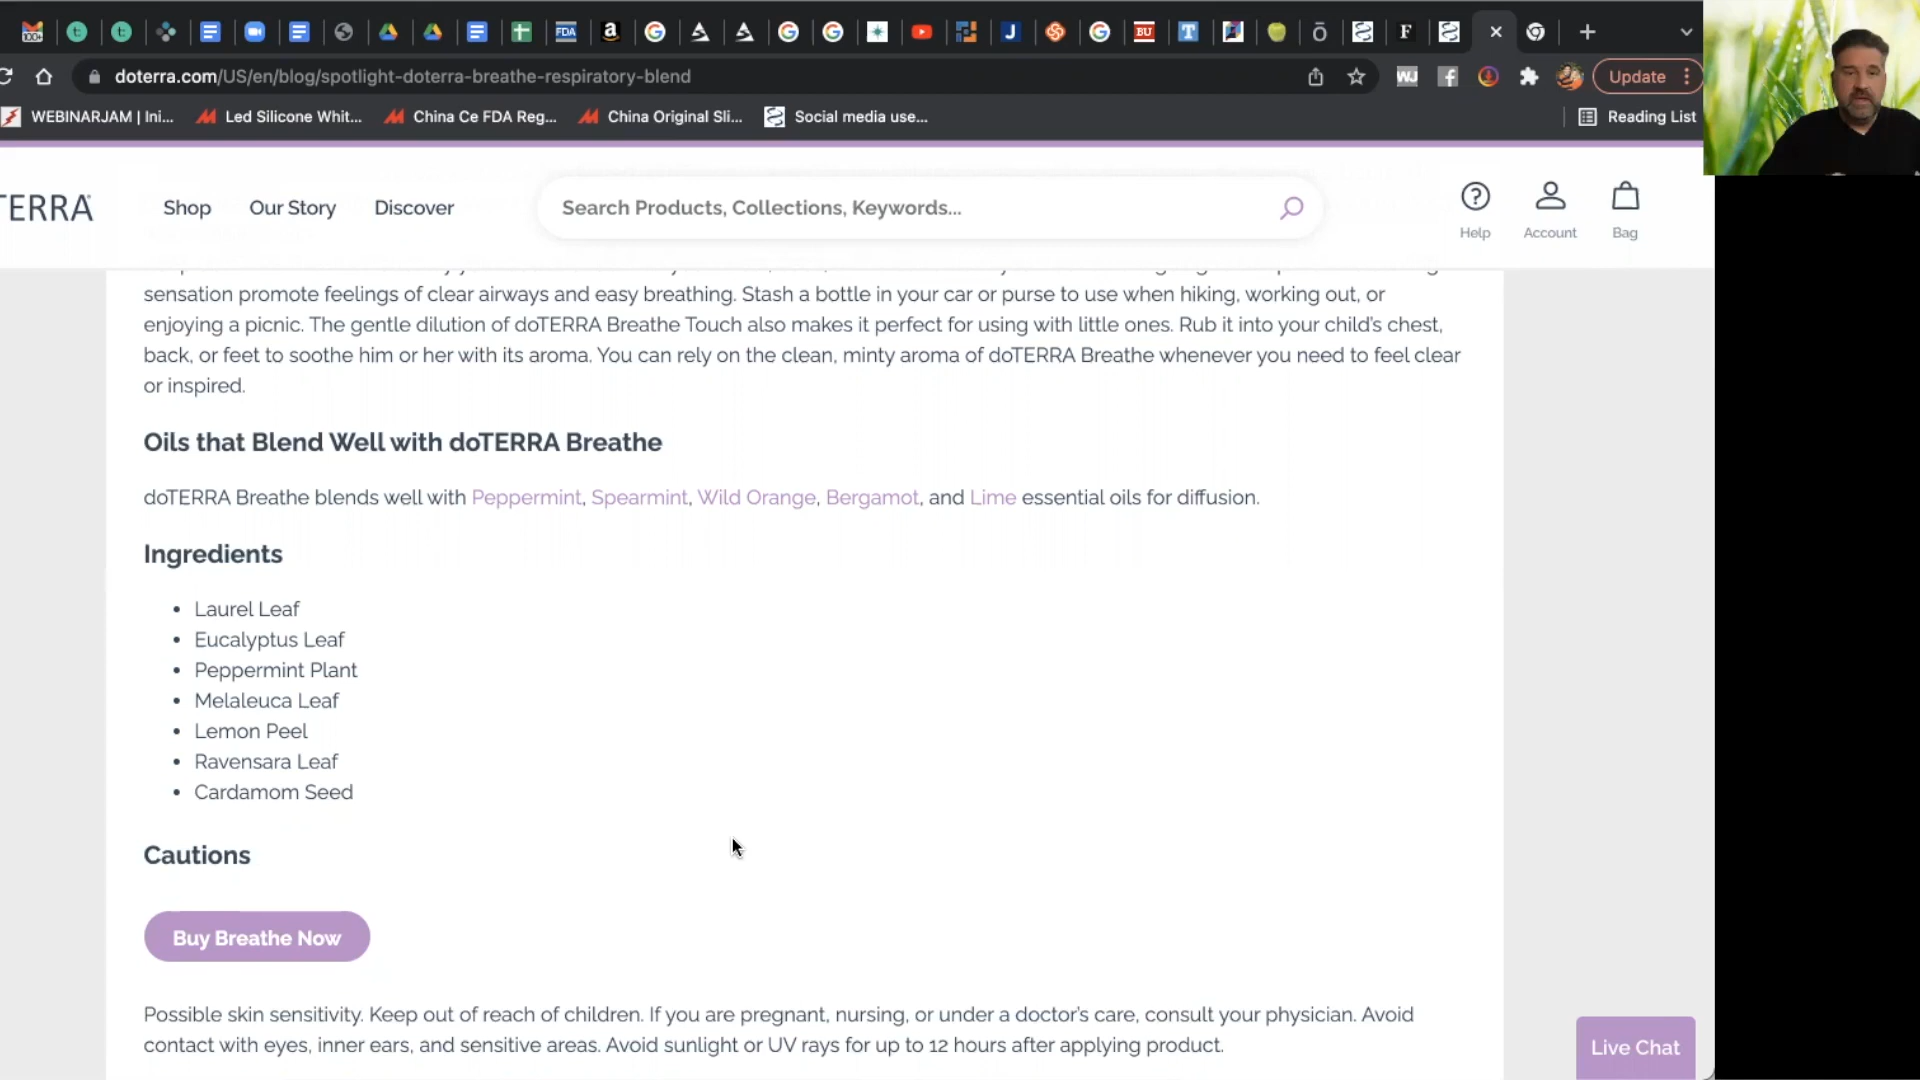 100+
FDA
a
J
BU
T
F
doterra.com/US/en/blog/spotlight-doterra-breathe-respiratory-blend
WJ
Update
WEBINARJAM | Ini...
Led Silicone Whit...
China Ce FDA Reg...
China Original Sli...
Social media use...
Reading List
TERRA
Shop
Our Story
Discover
Search Products, Collections, Keywords...
Help
Account
Bag
sensation promote feelings of clear airways and easy breathing. Stash a bottle in your car or purse to use when hiking, working out, or
enjoying a picnic. The gentle dilution of doTERRA Breathe Touch also makes it perfect for using with little ones. Rub it into your child's chest,
back, or feet to soothe him or her with its aroma. You can rely on the clean, minty aroma of doTERRA Breathe whenever you need to feel clear
or inspired.
Oils that Blend Well with doTERRA Breathe
doTERRA Breathe blends well with Peppermint, Spearmint, Wild Orange, Bergamot, and Lime essential oils for diffusion.
Ingredients
• Laurel Leaf
• Eucalyptus Leaf
• Peppermint Plant
• Melaleuca Leaf
• Lemon Peel
• Ravensara Leaf
• Cardamom Seed
Cautions
Buy Breathe Now
Possible skin sensitivity. Keep out of reach of children. If you are pregnant, nursing, or under a doctor's care, consult your physician. Avoid
contact with eyes, inner ears, and sensitive areas. Avoid sunlight or UV rays for up to 12 hours after applying product.
Live Chat